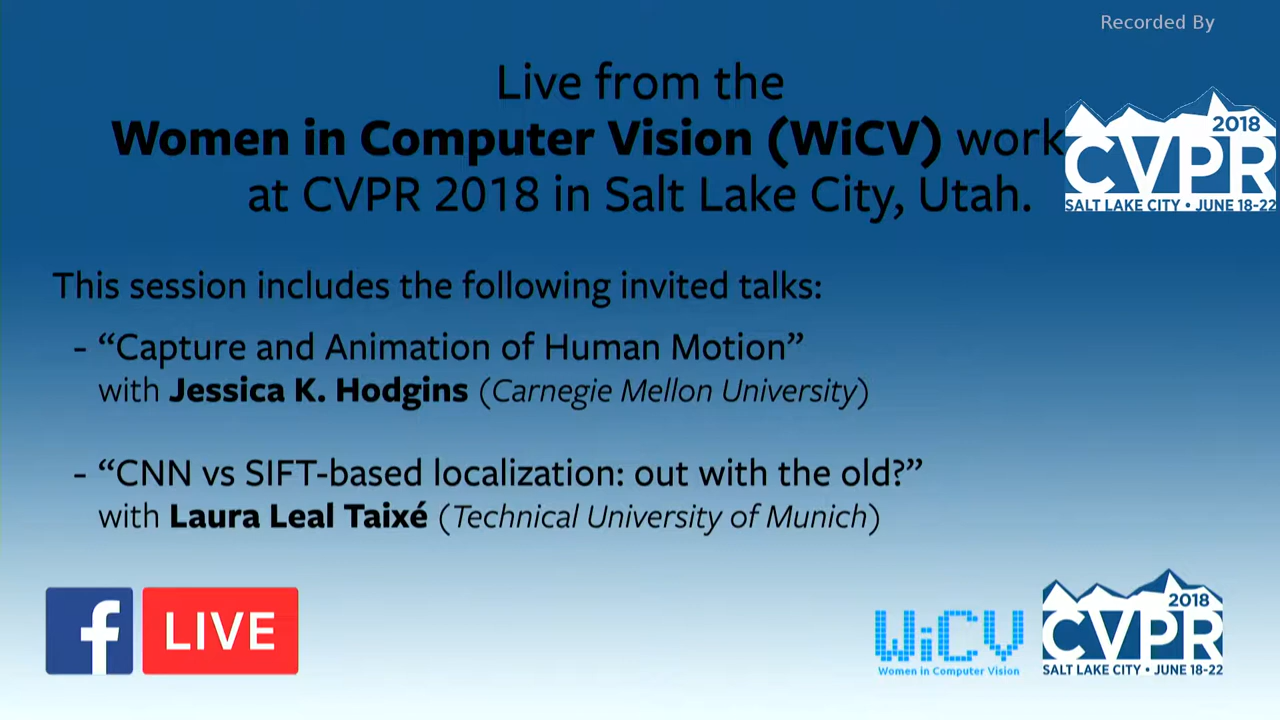 Recorded By
Live from the
Women in Computer Vision (WiCV) work
at CVPR 2018 in Salt Lake City, Utah.
2018
CVPR
SALT LAKE CITY • JUNE 18-22
This session includes the following invited talks:
- “Capture and Animation of Human Motion”
with Jessica K. Hodgins (Carnegie Mellon University)
- “CNN vs SIFT-based localization: out with the old?”
with Laura Leal Taixé (Technical University of Munich)
f LIVE
WiCV
Women in Computer Vision
2018
CVPR
SALT LAKE CITY • JUNE 18-22